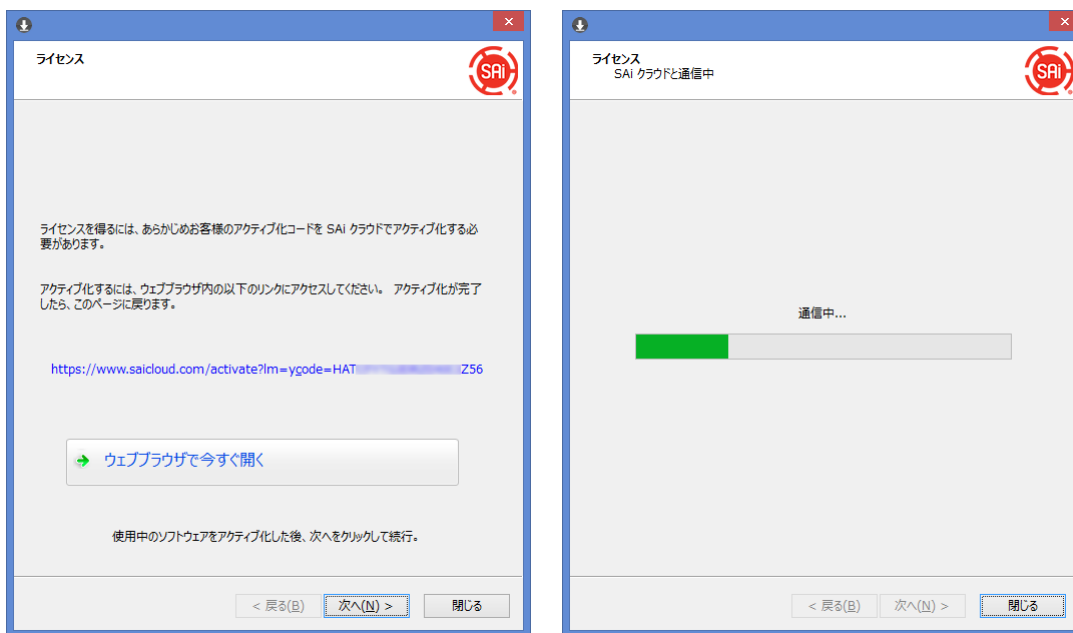 ライセンス
SAi
ライセンスを得るには、あらかじめお客様のアクティブ化コードを SAi クラウドでアクティブ化する必
要があります。
アクティブ化するには、ウェブブラウザ内の以下のリンクにアクセスしてください。 アクティブ化が完了
したら、このページに戻ります。
https://www.saicloud.com/activate?lm=ycode=HAT Z56
ウェブブラウザで今すぐ開く
使用中のソフトウェアをアクティブ化した後、次へをクリックして続行。
< 戻る(B)
次へ(N) >
閉じる
ライセンス
SAi クラウドと通信中
SAi
通信中...
< 戻る(B)
次へ(N) >
閉じる